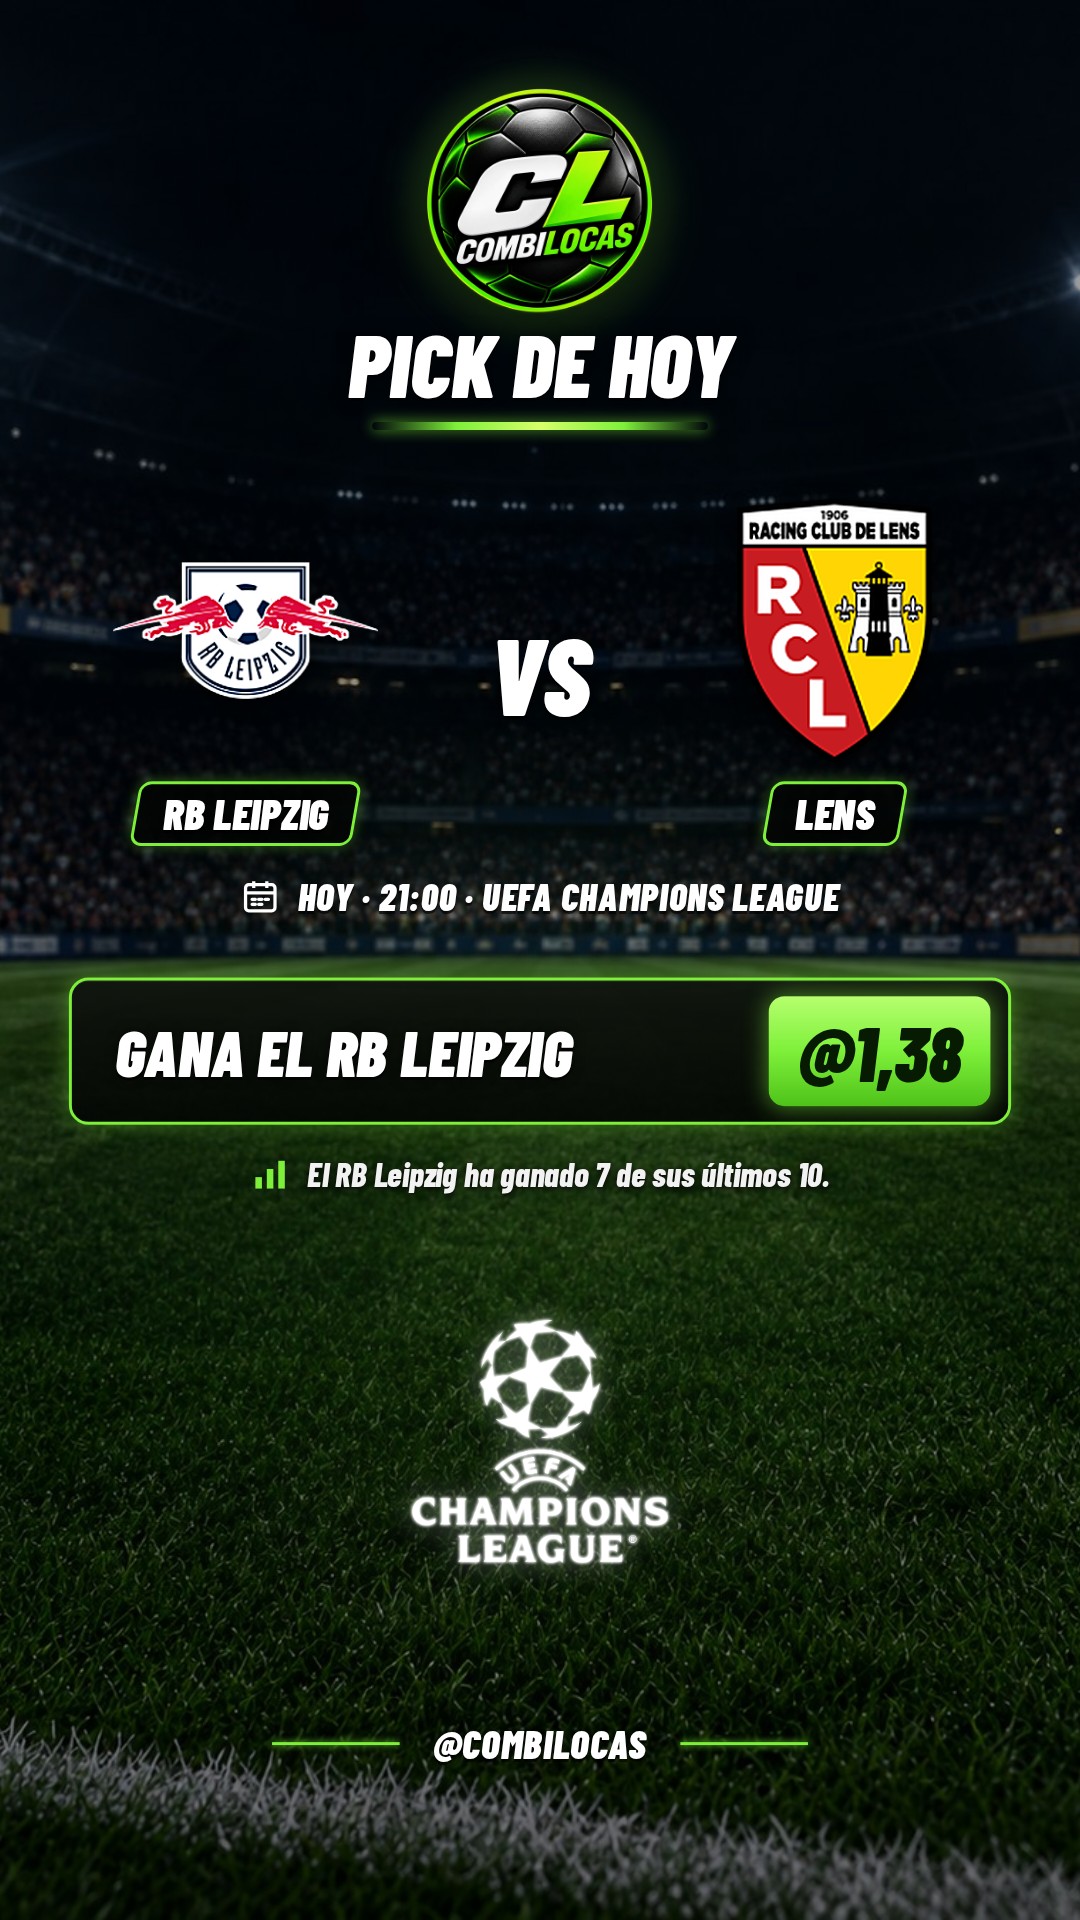 CL
COMBILOCAS
PICK DE HOY
1906
RACING CLUB DE LENS
RCL
RB LEIPZIG
VS
RB LEIPZIG
LENS
HOY · 21:00 · UEFA CHAMPIONS LEAGUE
GANA EL RB LEIPZIG
@1,38
El RB Leipzig ha ganado 7 de sus últimos 10.
UEFA
CHAMPIONS
LEAGUE®
@COMBILOCAS